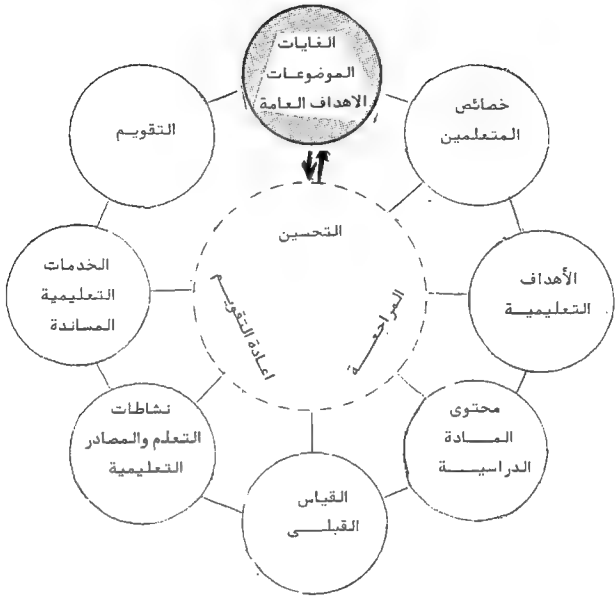 الغايات
الموضوعات
الاهداف العامة
خصائص
المتعلمين
الأهداف
التعليمية
محتوى
المادة
الدراسية
القياس
القبلى
نشاطات
التعلم والمصادر
التعليمية
الخدمات
التعليمية
المساندة
التقويم
التحسين
المراجعة
اعادة التقويم